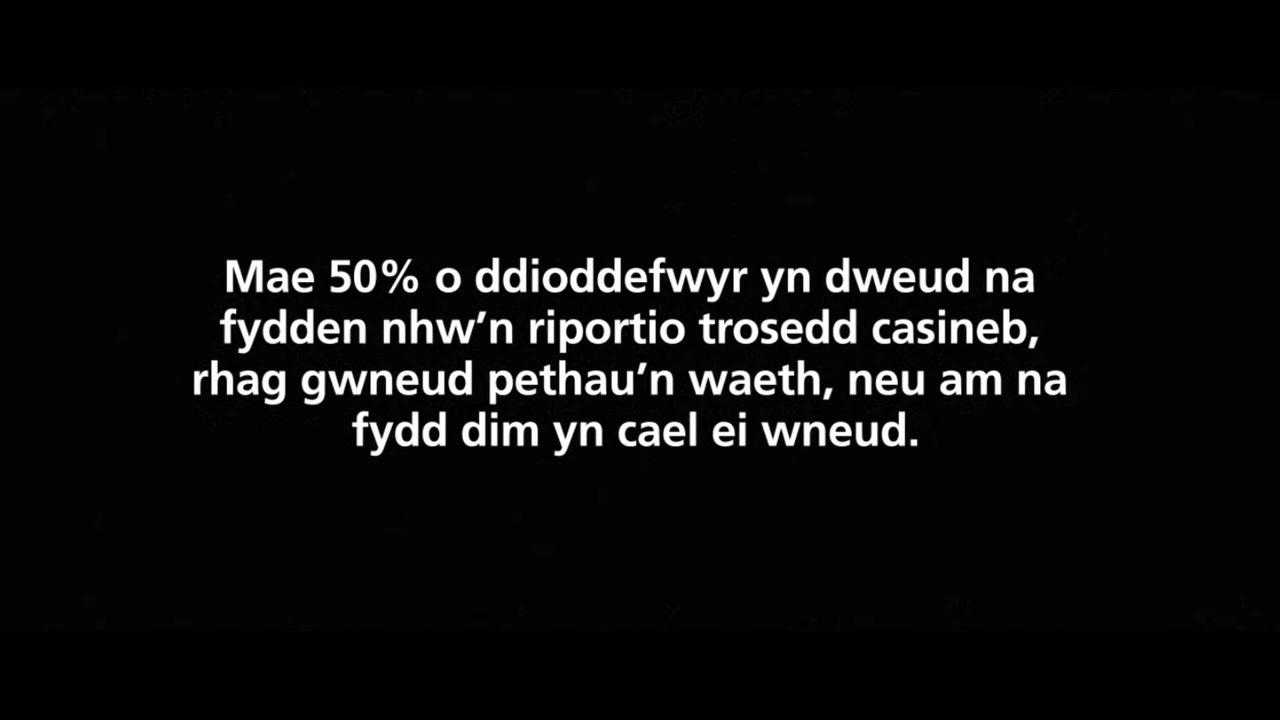 Mae 50% o ddioddefwyr yn dweud na
fydden nhw’n riportio trosedd casineb,
rhag gwneud pethau’n waeth, neu am na
fydd dim yn cael ei wneud.